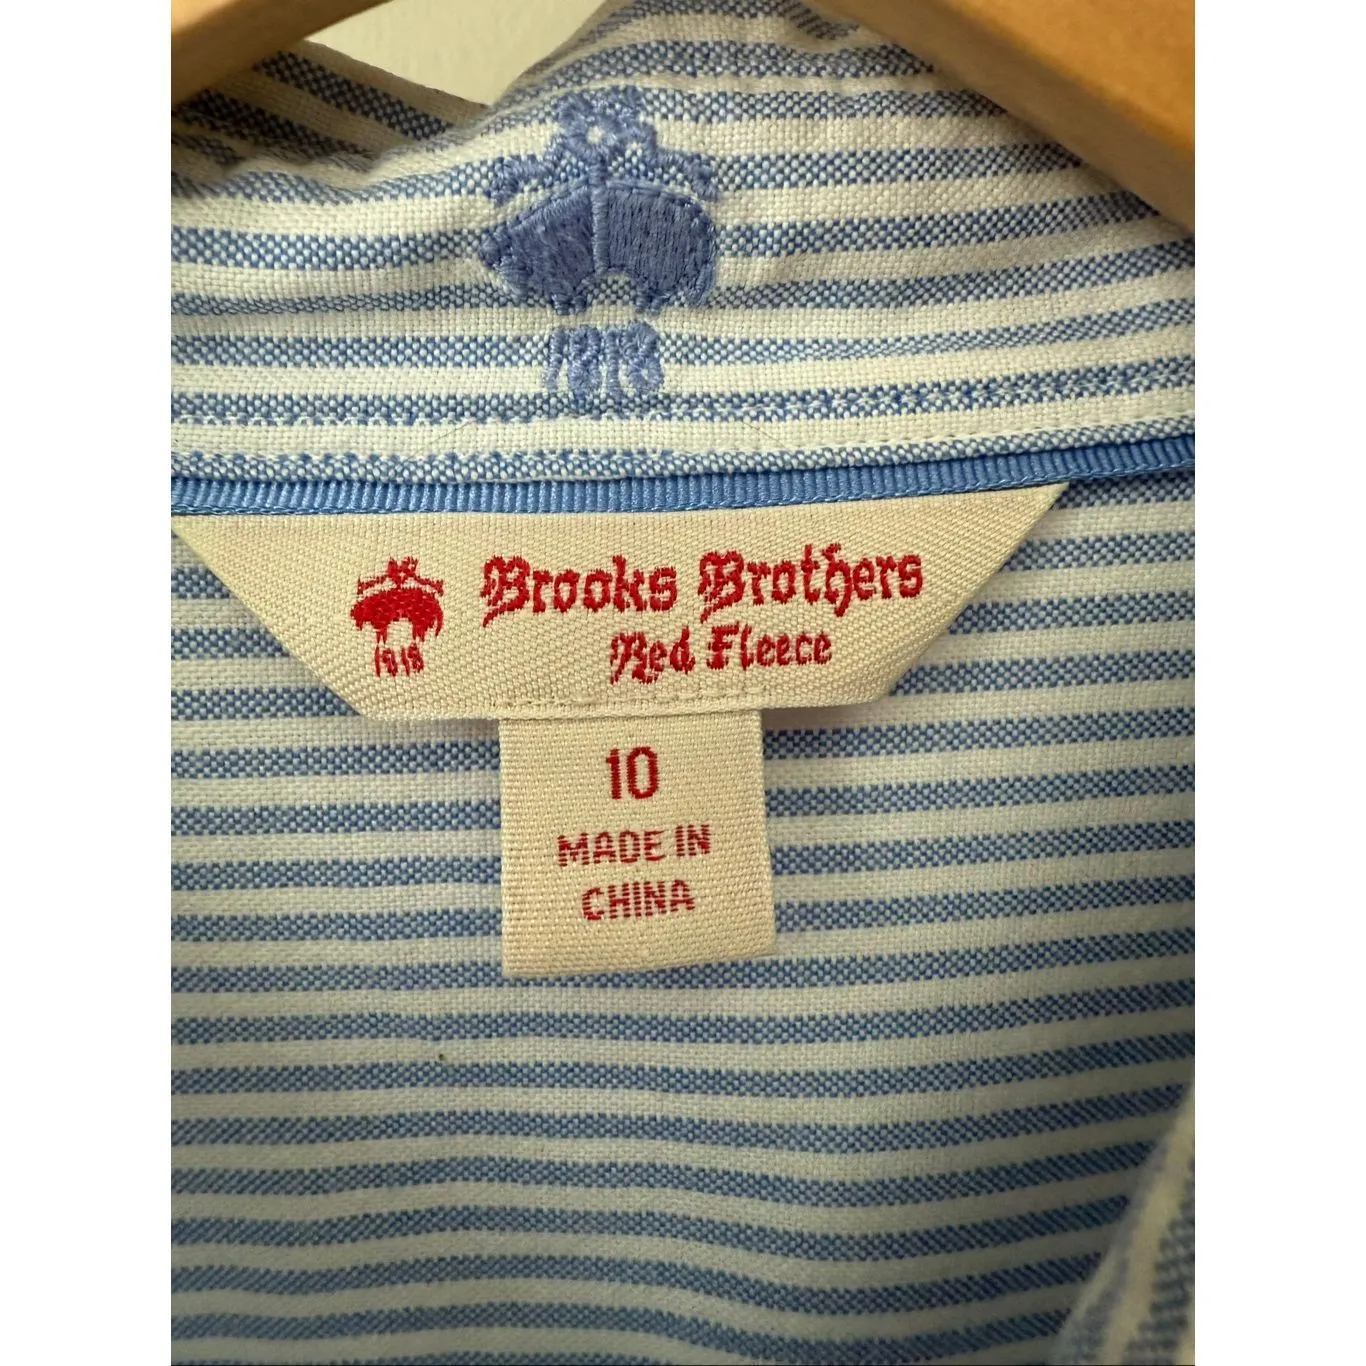 1818
Brooks Brothers
Red Fleece
1818
10
MADE IN
CHINA